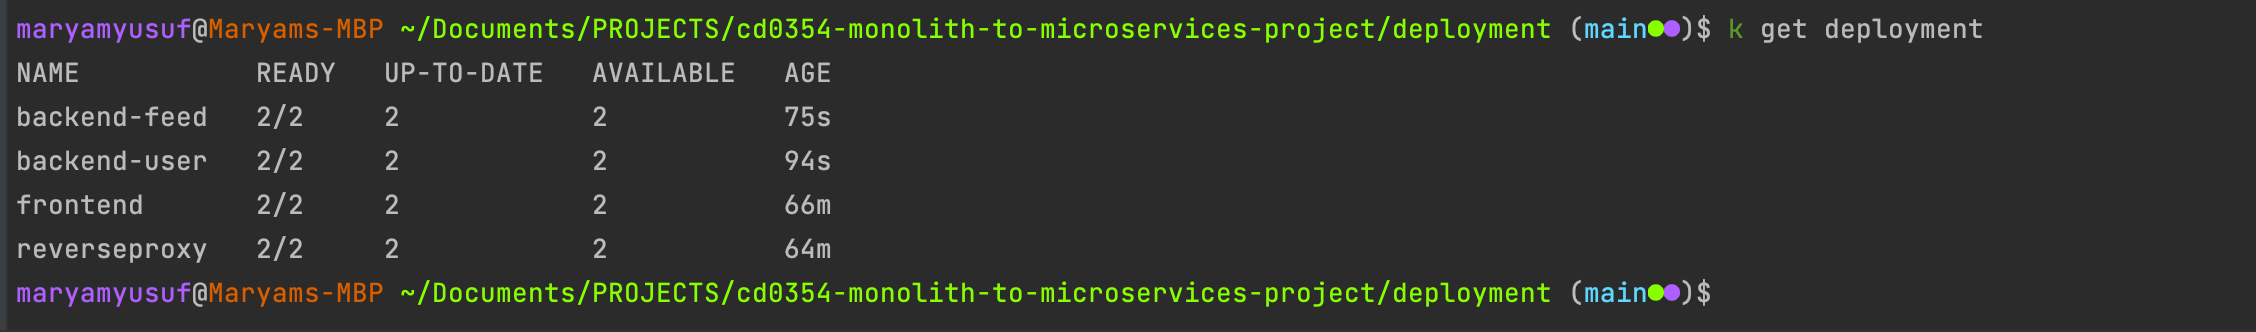 maryamyusuf@Maryams-MBP ~/Documents/PROJECTS/cd0354-monolith-to-microservices-project/deployment (main●●)$ k get deployment
NAME           READY   UP-TO-DATE   AVAILABLE   AGE
backend-feed   2/2     2            2           75s
backend-user   2/2     2            2           94s
frontend       2/2     2            2           66m
reverseproxy   2/2     2            2           64m
maryamyusuf@Maryams-MBP ~/Documents/PROJECTS/cd0354-monolith-to-microservices-project/deployment (main●●)$